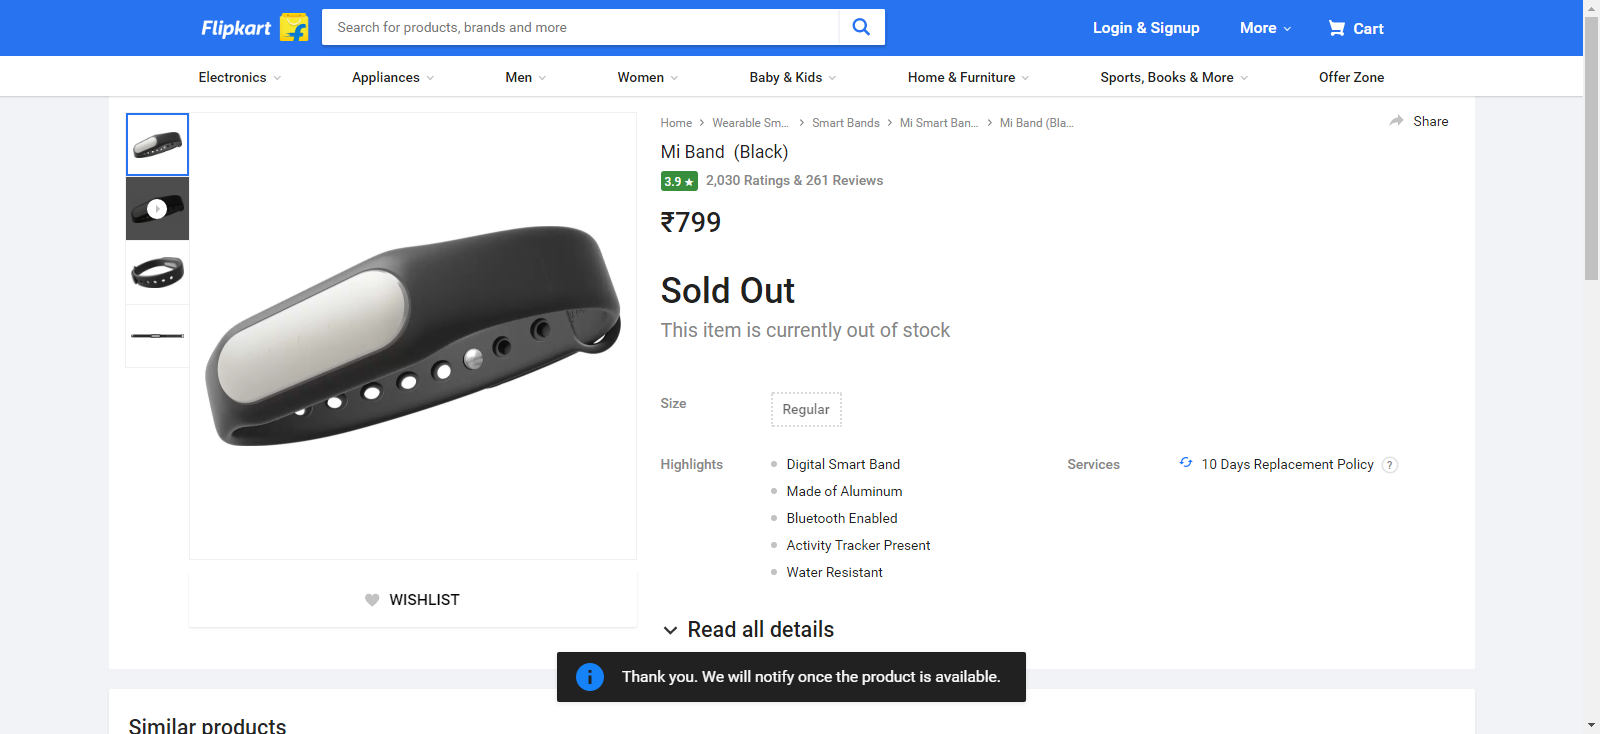 Flipkart
Search for products, brands and more
Login & Signup
More
Cart
Electronics
Appliances
Men
Women
Baby & Kids
Home & Furniture
Sports, Books & More
Offer Zone
Home > Wearable Sm... > Smart Bands > Mi Smart Ban... > Mi Band (Bla...
Share
Mi Band (Black)
3.9 ★ 2,030 Ratings & 261 Reviews
₹799
Sold Out
This item is currently out of stock
Size
Regular
Highlights
Digital Smart Band
Made of Aluminum
Bluetooth Enabled
Activity Tracker Present
Water Resistant
Services
10 Days Replacement Policy ?
WISHLIST
Read all details
Thank you. We will notify once the product is available.
Similar products